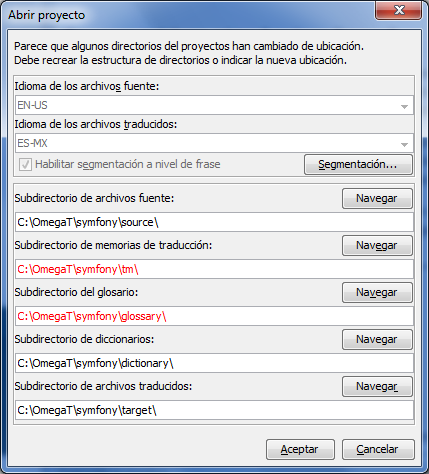 Abrir proyecto
Parece que algunos directorios del proyectos han cambiado de ubicación.
Debe recrear la estructura de directorios o indicar la nueva ubicación.
Idioma de los archivos fuente:
EN-US
Idioma de los archivos traducidos:
ES-MX
Habilitar segmentación a nivel de frase
Segmentación...
Subdirectorio de archivos fuente:
Navegar
C:\OmegaT\symfony\source\
Subdirectorio de memorias de traducción:
Navegar
C:\OmegaT\symfony\tm\
Subdirectorio del glosario:
Navegar
C:\OmegaT\symfony\glossary\
Subdirectorio de diccionarios:
Navegar
C:\OmegaT\symfony\dictionary\
Subdirectorio de archivos traducidos:
Navegar
C:\OmegaT\symfony\target\
Aceptar
Cancelar